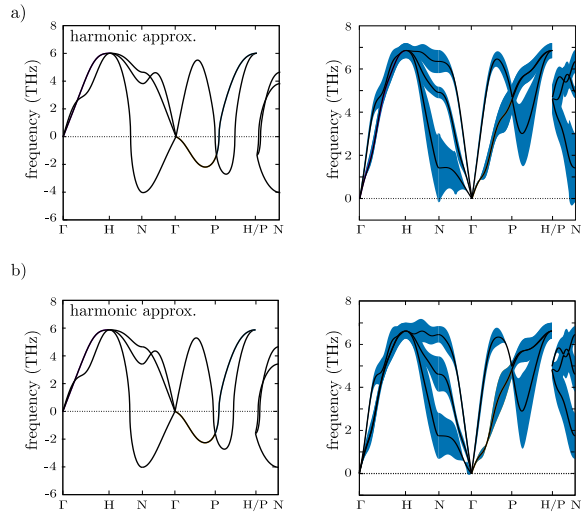 a)
harmonic approx.
frequency (THz)
8
6
4
2
0
-2
-4
-6
Γ H N Γ P H/P N
frequency (THz)
8
6
4
2
0
Γ H N Γ P H/P N
b)
harmonic approx.
frequency (THz)
8
6
4
2
0
-2
-4
-6
Γ H N Γ P H/P N
frequency (THz)
8
6
4
2
0
Γ H N Γ P H/P N